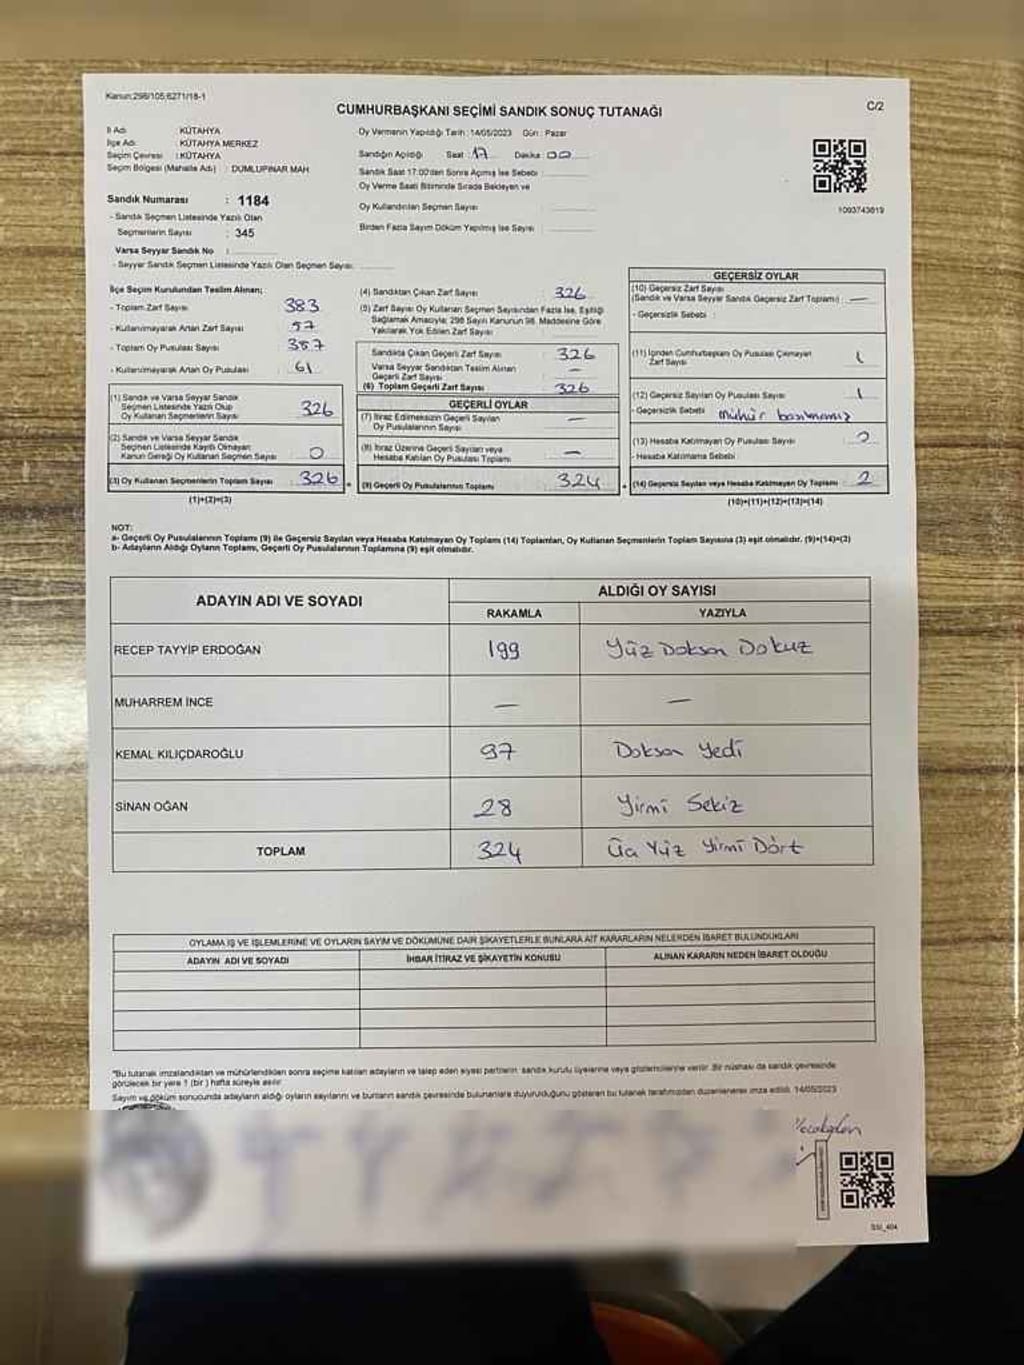 Kanun:298/105;6271/18-1
CUMHURBAŞKANI SEÇİMİ SANDIK SONUÇ TUTANAĞI
C/2
İl Adı : KÜTAHYA
İlçe Adı : KÜTAHYA MERKEZ
Seçim Çevresi : KÜTAHYA
Seçim Bölgesi (Mahalle Adı) : DUMLUPINAR MAH
Sandık Numarası : 1184
- Sandık Seçmen Listesinde Yazılı Olan
Seçmenlerin Sayısı : 345
Varsa Seyyar Sandık No :
- Seyyar Sandık Seçmen Listesinde Yazılı Olan Seçmen Sayısı:
Oy Vermenin Yapıldığı Tarih : 14/05/2023 Gün : Pazar
Sandığın Açıldığı Saat : 17 Dakika : 00
Sandık Saat 17:00'den Sonra Açımış İse Sebebi :
Oy Verme Saati Bitiminde Sırada Bekleyen ve
Oy Kullandırılan Seçmen Sayısı :
Birden Fazla Sayım Döküm Yapılmış İse Sayısı :
1093743819
İlçe Seçim Kurulundan Teslim Alınan;
- Toplam Zarf Sayısı : 383
- Kullanılmayarak Artan Zarf Sayısı : 57
- Toplam Oy Pusulası Sayısı : 387
- Kullanılmayarak Artan Oy Pusulası : 61
(1) Sandık ve Varsa Seyyar Sandık
Seçmen Listesinde Yazılı Olup
Oy Kullanan Seçmenlerin Sayısı : 326
(2) Sandık ve Varsa Seyyar Sandık
Seçmen Listesinde Kayıtlı Olmayan
Kanun Gereği Oy Kullanan Seçmen Sayısı : 0
(3) Oy Kullanan Seçmenlerin Toplam Sayısı : 326
(1)+(2)=(3)
(4) Sandıktan Çıkan Zarf Sayısı : 326
(5) Zarf Sayısı Oy Kullanan Seçmen Sayısından Fazla İse, Eşitliği
Sağlamak Amacıyla; 298 Sayılı Kanunun 98. Maddesine Göre
Yakılarak Yok Edilen Zarf Sayısı :
Sandıkta Çıkan Geçerli Zarf Sayısı : 326
Varsa Seyyar Sandıktan Teslim Alınan
Geçerli Zarf Sayısı : —
(6) Toplam Geçerli Zarf Sayısı : 326
GEÇERLİ OYLAR
(7) İtiraz Edilmeksizin Geçerli Sayılan
Oy Pusulalarının Sayısı : —
(8) İtiraz Üzerine Geçerli Sayılan veya
Hesaba Katılan Oy Pusulası Toplamı : —
(9) Geçerli Oy Pusulalarının Toplamı : 324
GEÇERSİZ OYLAR
(10) Geçersiz Zarf Sayısı
(Sandık ve Varsa Seyyar Sandık Geçersiz Zarf Toplamı) : —
- Geçersizlik Sebebi :
(11) İçinden Cumhurbaşkanı Oy Pusulası Çıkmayan
Zarf Sayısı : 1
(12) Geçersiz Sayılan Oy Pusulası Sayısı : 1
- Geçersizlik Sebebi : mühür basılmamış
(13) Hesaba Katılmayan Oy Pusulası Sayısı :
- Hesaba Katılmama Sebebi
(14) Geçersiz Sayılan veya Hesaba Katılmayan Oy Toplamı : 2
(10)+(11)+(12)+(13)=(14)
NOT:
a- Geçerli Oy Pusulalarının Toplamı (9) ile Geçersiz Sayılan veya Hesaba Katılmayan Oy Toplamı (14) Toplamları, Oy Kullanan Seçmenlerin Toplam Sayısına (3) eşit olmalıdır. (9)+(14)=(3)
b- Adayların Aldığı Oyların Toplamı, Geçerli Oy Pusulalarının Toplamına (9) eşit olmalıdır.
ADAYIN ADI VE SOYADI
ALDIĞI OY SAYISI
RAKAMLA YAZIYLA
RECEP TAYYİP ERDOĞAN 199 Yüz Doksan Dokuz
MUHARREM İNCE — —
KEMAL KILIÇDAROĞLU 97 Doksan Yedi
SİNAN OĞAN 28 Yirmi Sekiz
TOPLAM 324 Üç Yüz Yirmi Dört
OYLAMA İŞ VE İŞLEMLERİNE VE OYLARIN SAYIM VE DÖKÜMÜNE DAİR ŞİKAYETLERLE BUNLARA AİT KARARLARIN NELERDEN İBARET BULUNDUKLARI
ADAYIN ADI VE SOYADI İHBAR İTİRAZ VE ŞİKAYETİN KONUSU ALINAN KARARIN NEDEN İBARET OLDUĞU
"Bu tutanak imzalandıktan ve mühürlendikten sonra seçime katılan adayların ve talep eden siyasi partilerin sandık kurulu üyelerine veya gözlemcilerine verilir. Bir nüshası da sandık çevresinde
görülecek bir yere 1 (bir) hafta süreyle asılır.
Sayım ve döküm sonucunda adayların aldığı oyların sayılarını ve bunların sandık çevresinde bulunanlara duyurulduğunu gösteren bu tutanak tarafımızdan düzenlenerek imza edildi. 14/05/2023
SSI_404